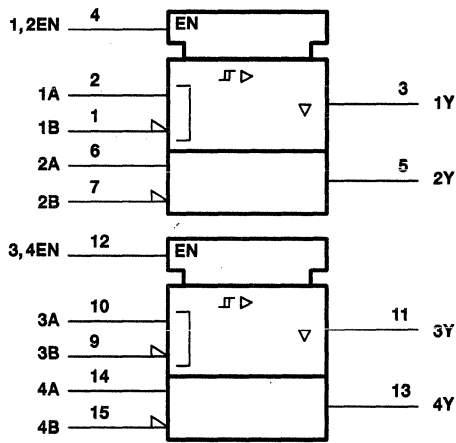 1,2EN 4 EN
1A 2
3 1Y
1B 1
2A 6
5 2Y
2B 7
3,4EN 12 EN
3A 10
11 3Y
3B 9
4A 14
13 4Y
4B 15